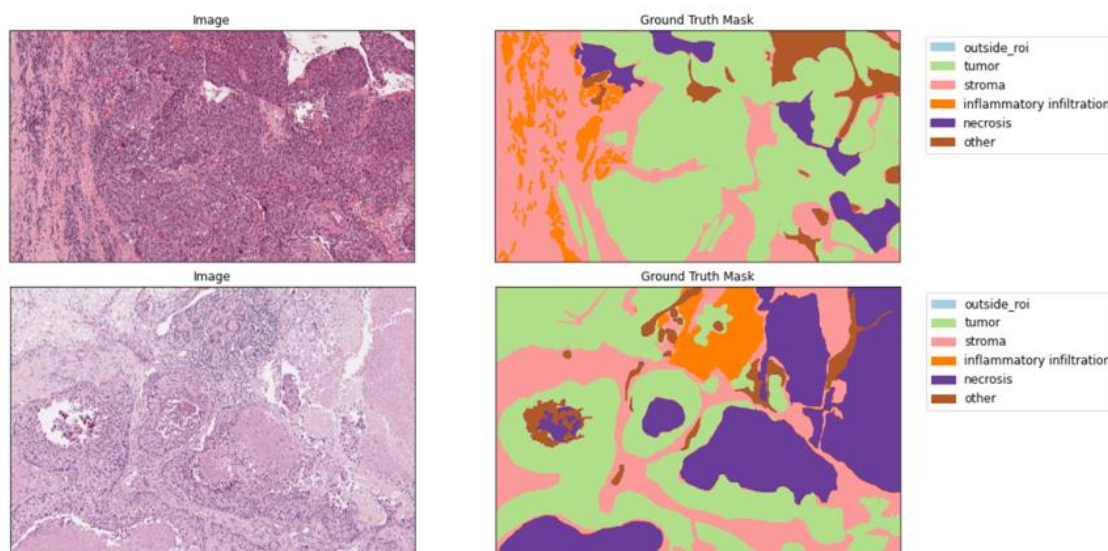 Image
Ground Truth Mask
outside_roi
tumor
stroma
inflammatory infiltration
necrosis
other
Image
Ground Truth Mask
outside_roi
tumor
stroma
inflammatory infiltration
necrosis
other